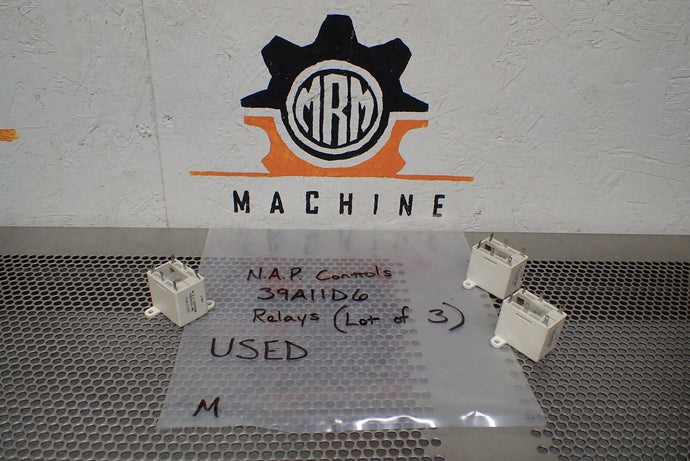 MRM
MACHINE
N.A.P. Controls
39A11D6
Relays (Lot of 3)
USED
M